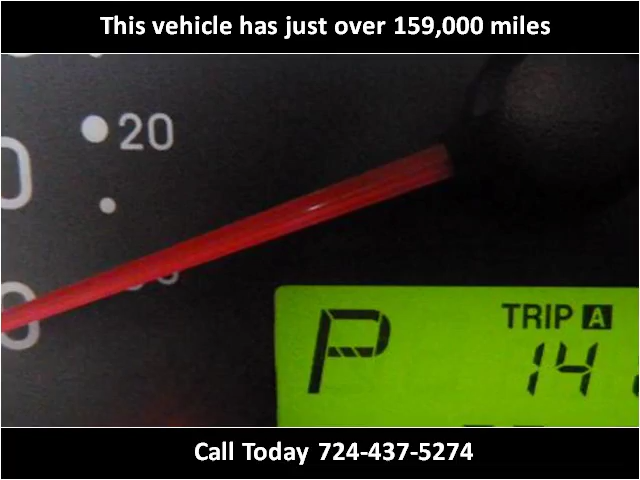 This vehicle has just over 159,000 miles
20
P
TRIP A
14
Call Today 724-437-5274